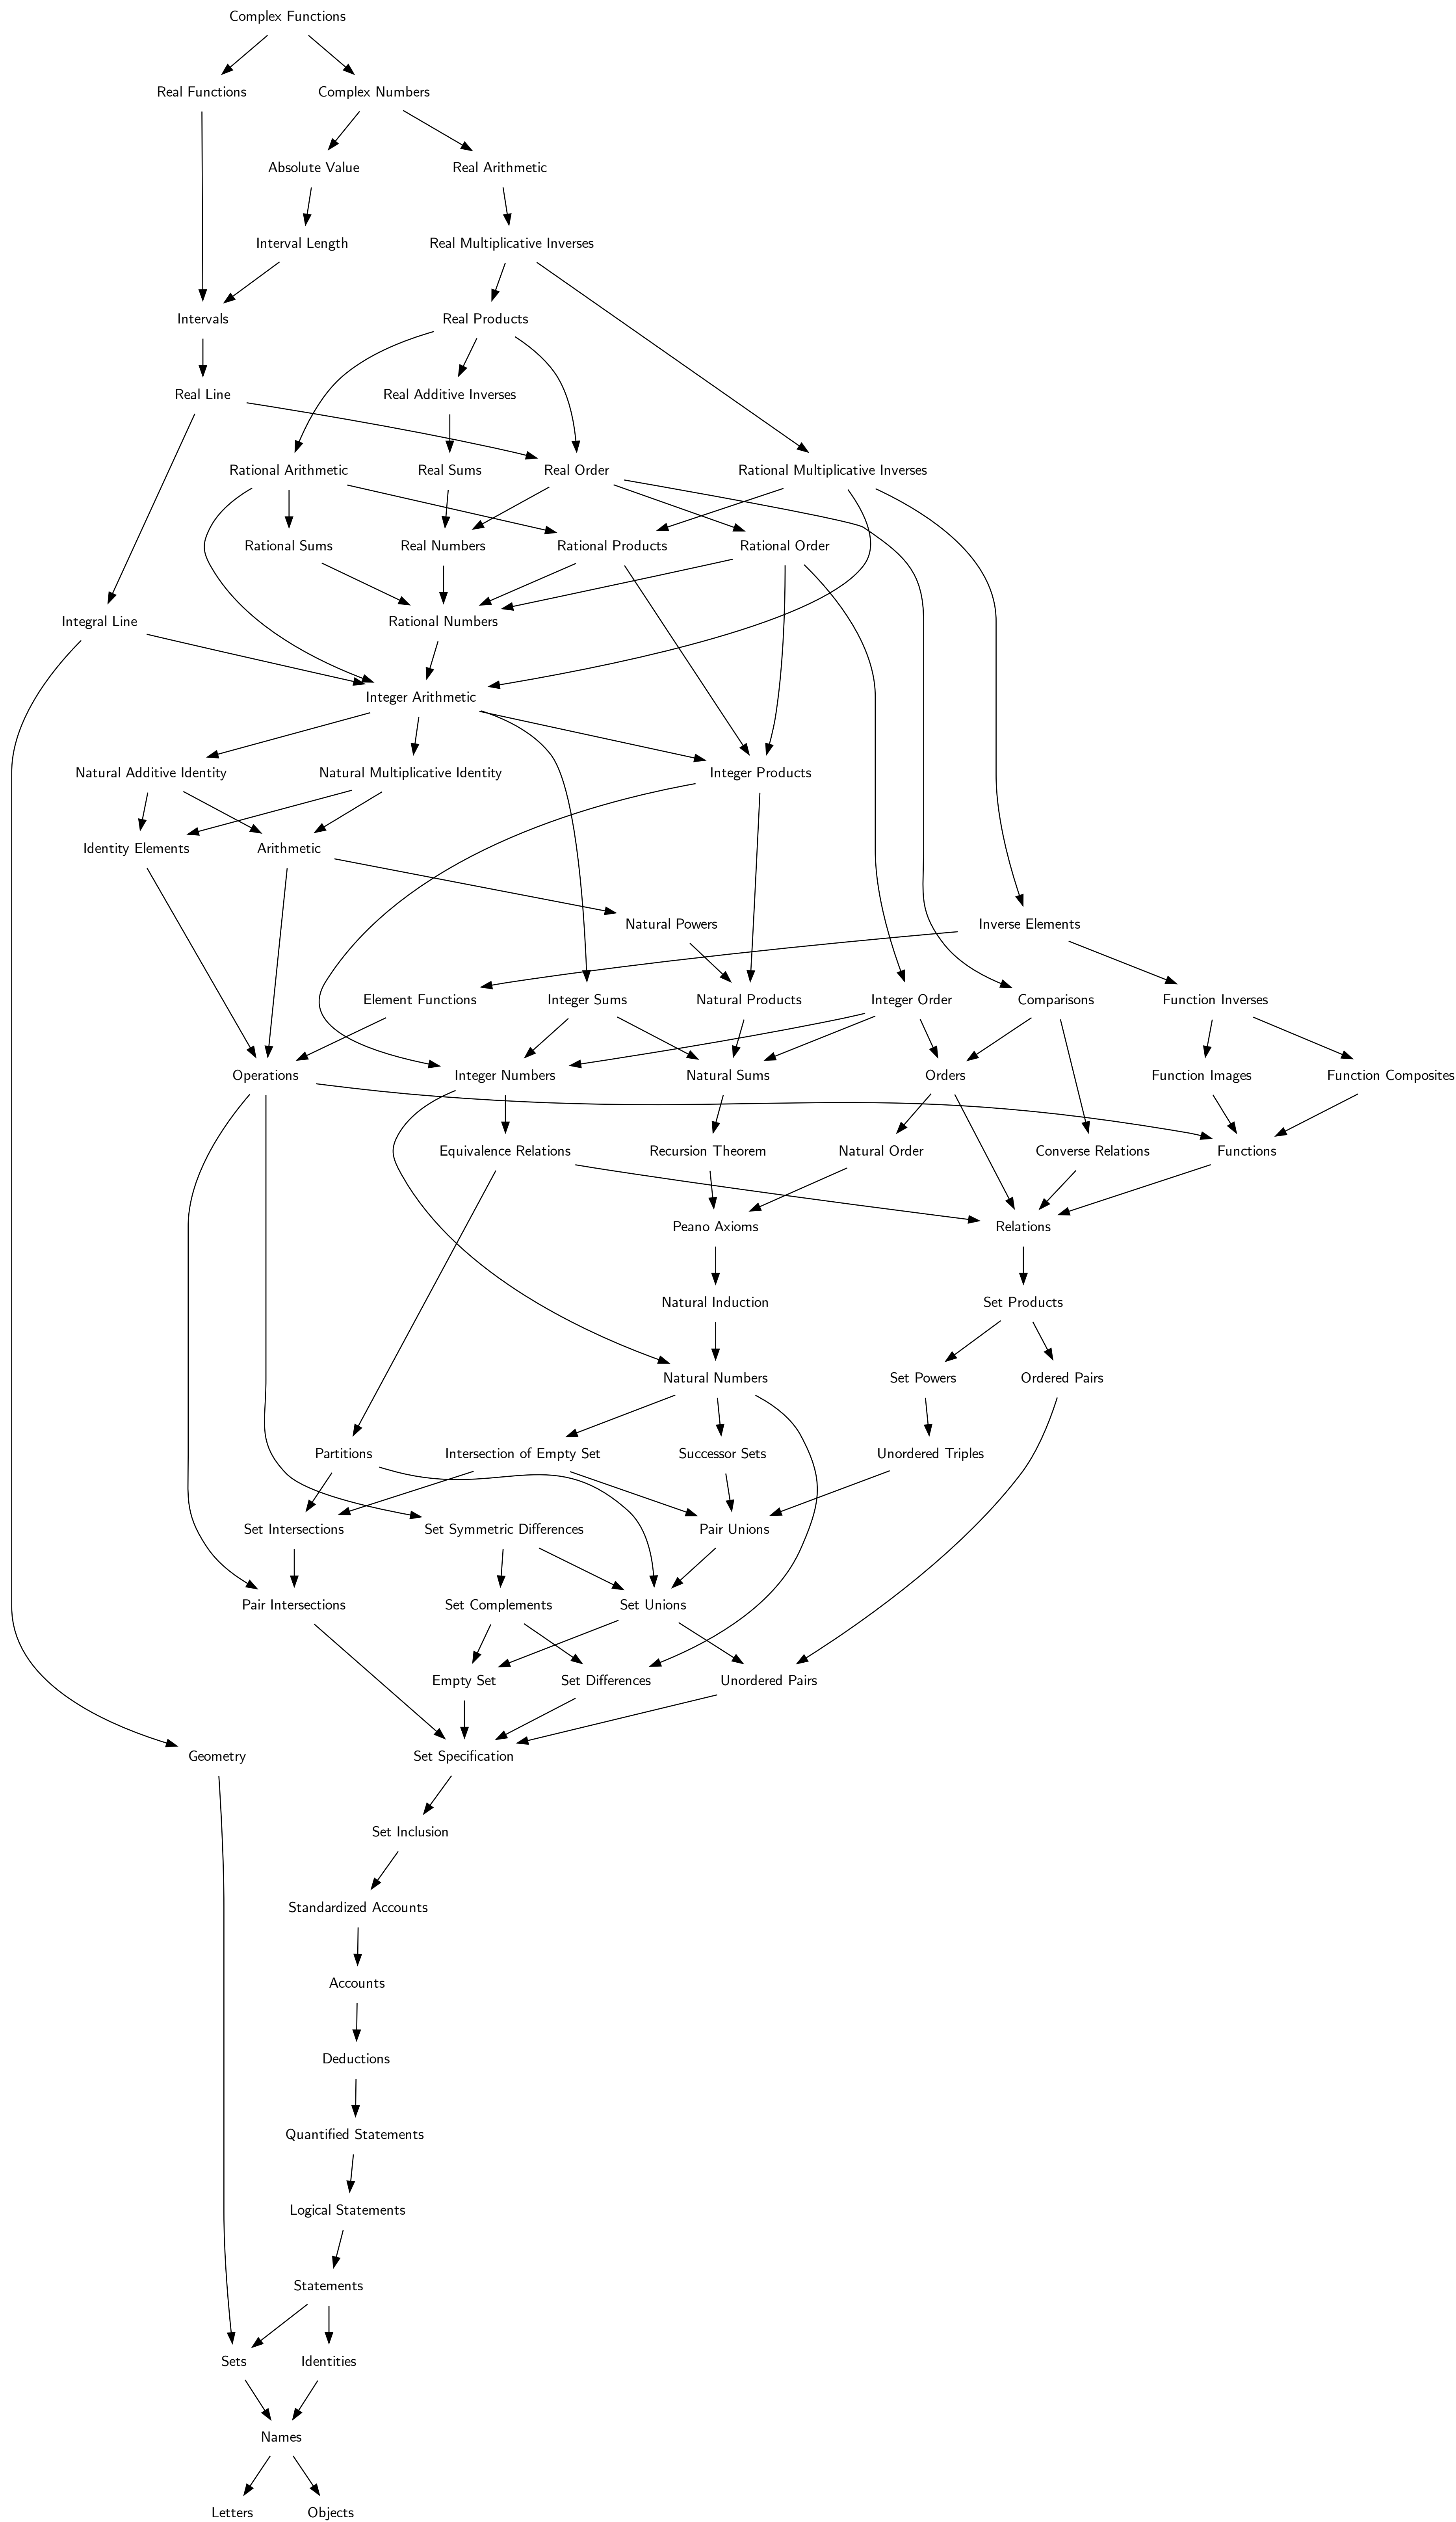 Complex Functions
Real Functions
Complex Numbers
Absolute Value
Real Arithmetic
Interval Length
Real Multiplicative Inverses
Intervals
Real Products
Real Line
Real Additive Inverses
Rational Arithmetic
Real Sums
Real Order
Rational Multiplicative Inverses
Rational Sums
Real Numbers
Rational Products
Rational Order
Integral Line
Rational Numbers
Integer Arithmetic
Natural Additive Identity
Natural Multiplicative Identity
Integer Products
Identity Elements
Arithmetic
Natural Powers
Inverse Elements
Element Functions
Integer Sums
Natural Products
Integer Order
Comparisons
Function Inverses
Operations
Integer Numbers
Natural Sums
Orders
Function Images
Function Composites
Equivalence Relations
Recursion Theorem
Natural Order
Converse Relations
Functions
Peano Axioms
Relations
Natural Induction
Set Products
Natural Numbers
Set Powers
Ordered Pairs
Partitions
Intersection of Empty Set
Successor Sets
Unordered Triples
Set Intersections
Set Symmetric Differences
Pair Unions
Pair Intersections
Set Complements
Set Unions
Empty Set
Set Differences
Unordered Pairs
Geometry
Set Specification
Set Inclusion
Standardized Accounts
Accounts
Deductions
Quantified Statements
Logical Statements
Statements
Sets
Identities
Names
Letters
Objects